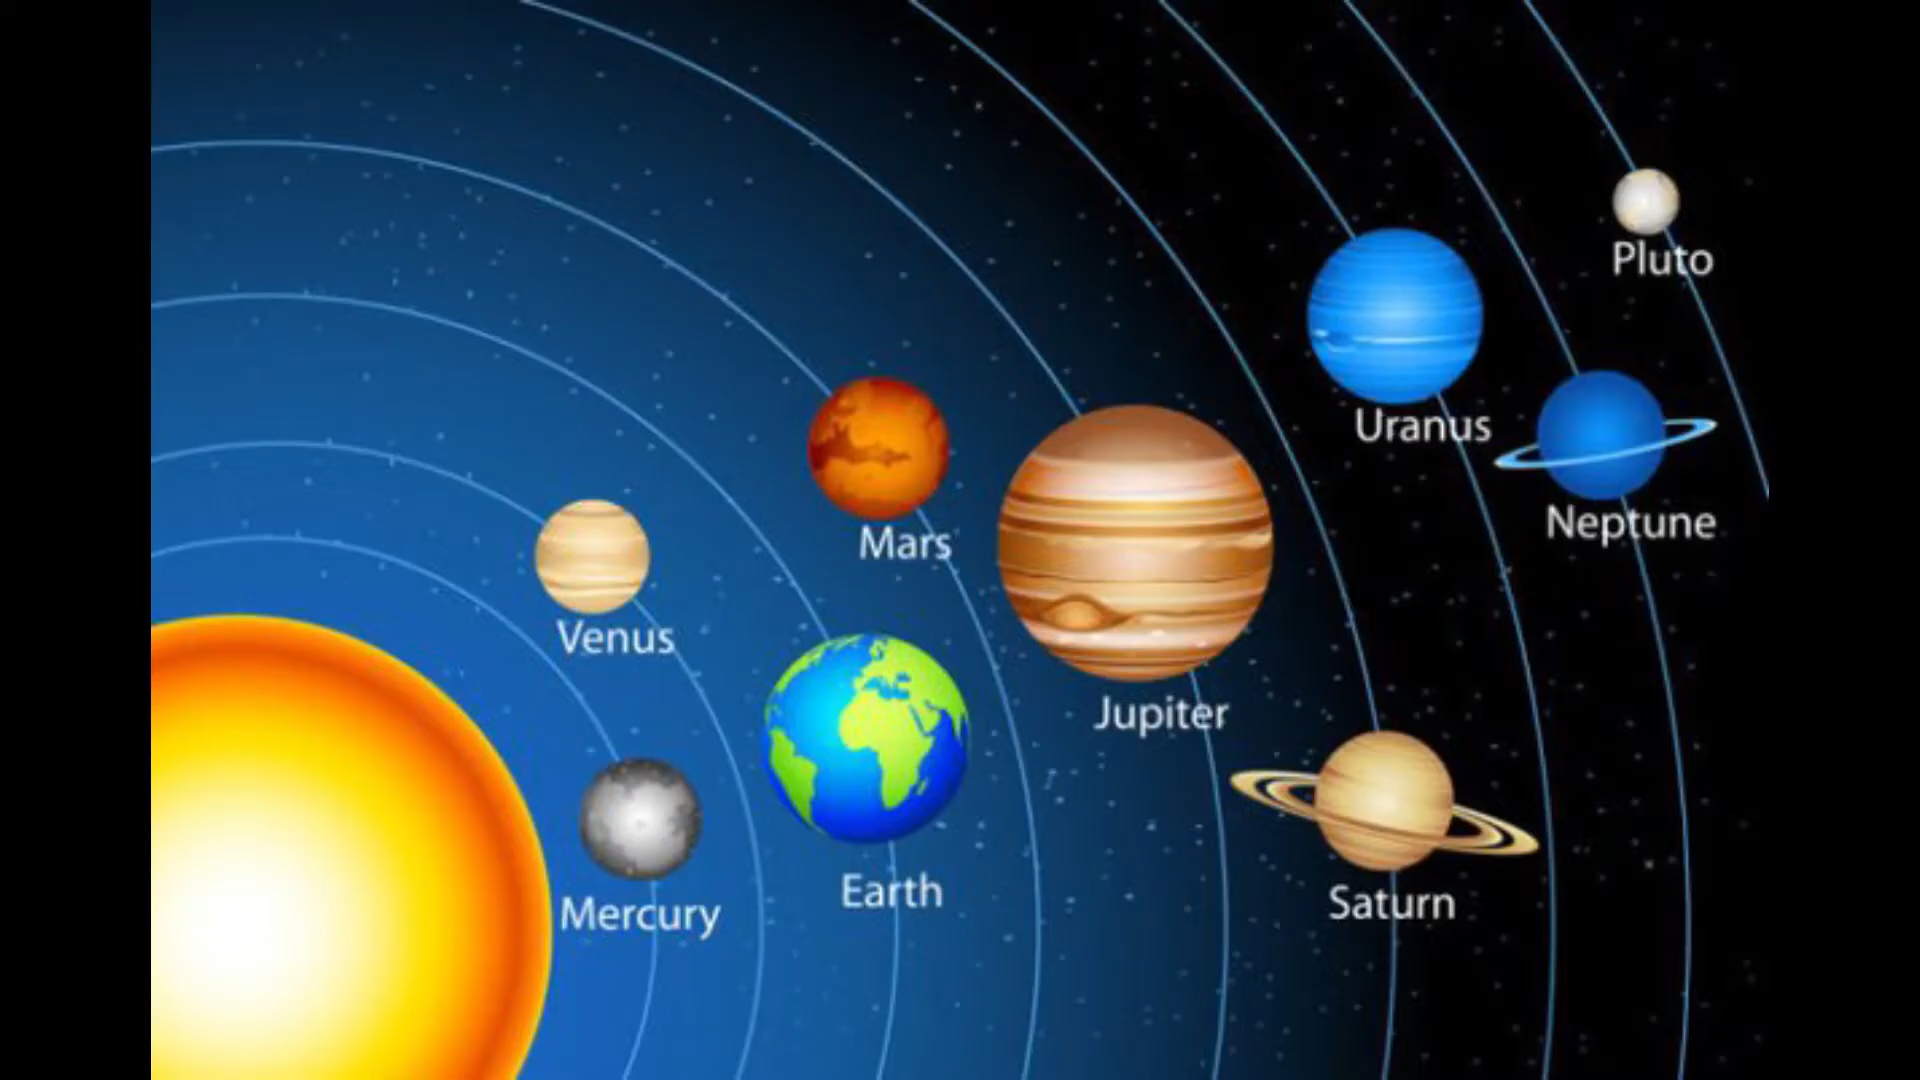 Pluto
Uranus
Neptune
Mars
Venus
Jupiter
Earth
Saturn
Mercury